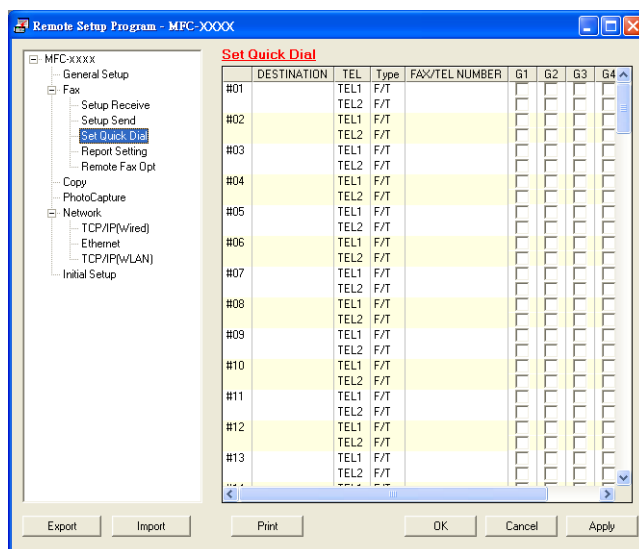 Remote Setup Program - MFC-XXXX
MFC-xxxx
General Setup
Fax
Setup Receive
Setup Send
Set Quick Dial
Report Setting
Remote Fax Opt
Copy
PhotoCapture
Network
TCP/IP(Wired)
Ethernet
TCP/IP(WLAN)
Initial Setup
Set Quick Dial
DESTINATION TEL Type FAX/TEL NUMBER G1 G2 G3 G4
#01 TEL1 F/T
TEL2 F/T
#02 TEL1 F/T
TEL2 F/T
#03 TEL1 F/T
TEL2 F/T
#04 TEL1 F/T
TEL2 F/T
#05 TEL1 F/T
TEL2 F/T
#06 TEL1 F/T
TEL2 F/T
#07 TEL1 F/T
TEL2 F/T
#08 TEL1 F/T
TEL2 F/T
#09 TEL1 F/T
TEL2 F/T
#10 TEL1 F/T
TEL2 F/T
#11 TEL1 F/T
TEL2 F/T
#12 TEL1 F/T
TEL2 F/T
#13 TEL1 F/T
TEL2 F/T
Export Import Print OK Cancel Apply